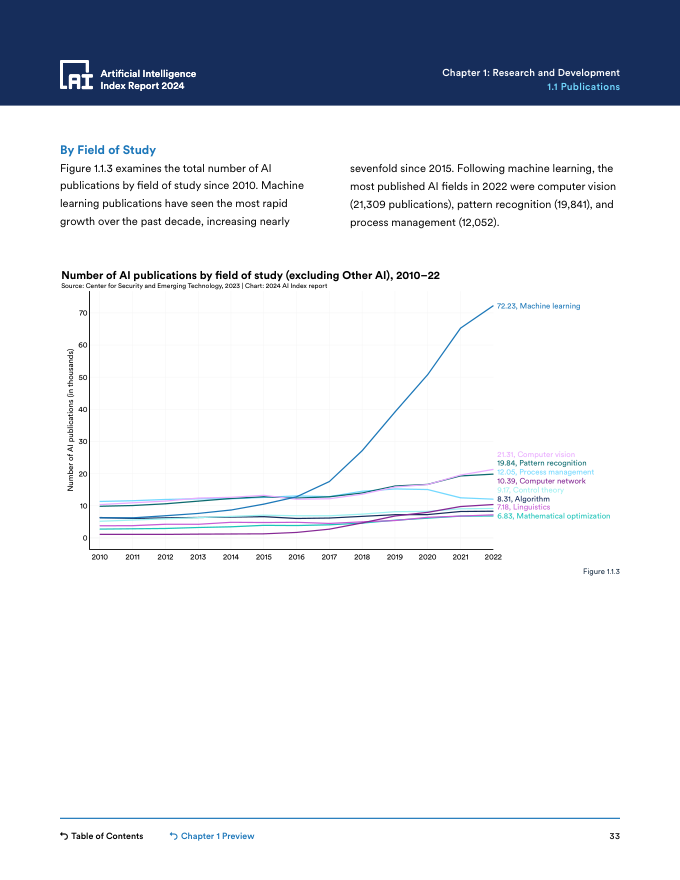 Artificial Intelligence
Index Report 2024
Chapter 1: Research and Development
1.1 Publications
By Field of Study
Figure 1.1.3 examines the total number of AI
publications by field of study since 2010. Machine
learning publications have seen the most rapid
growth over the past decade, increasing nearly
sevenfold since 2015. Following machine learning, the
most published AI fields in 2022 were computer vision
(21,309 publications), pattern recognition (19,841), and
process management (12,052).
Number of AI publications by field of study (excluding Other AI), 2010–22
Source: Center for Security and Emerging Technology, 2023 | Chart: 2024 AI Index report
Number of AI publications (in thousands)
70
60
50
40
30
20
10
0
2010 2011 2012 2013 2014 2015 2016 2017 2018 2019 2020 2021 2022
72.23, Machine learning
21.31, Computer vision
19.84, Pattern recognition
12.05, Process management
10.39, Computer network
9.17, Control theory
8.31, Algorithm
7.18, Linguistics
6.83, Mathematical optimization
Figure 1.1.3
Table of Contents
Chapter 1 Preview
33